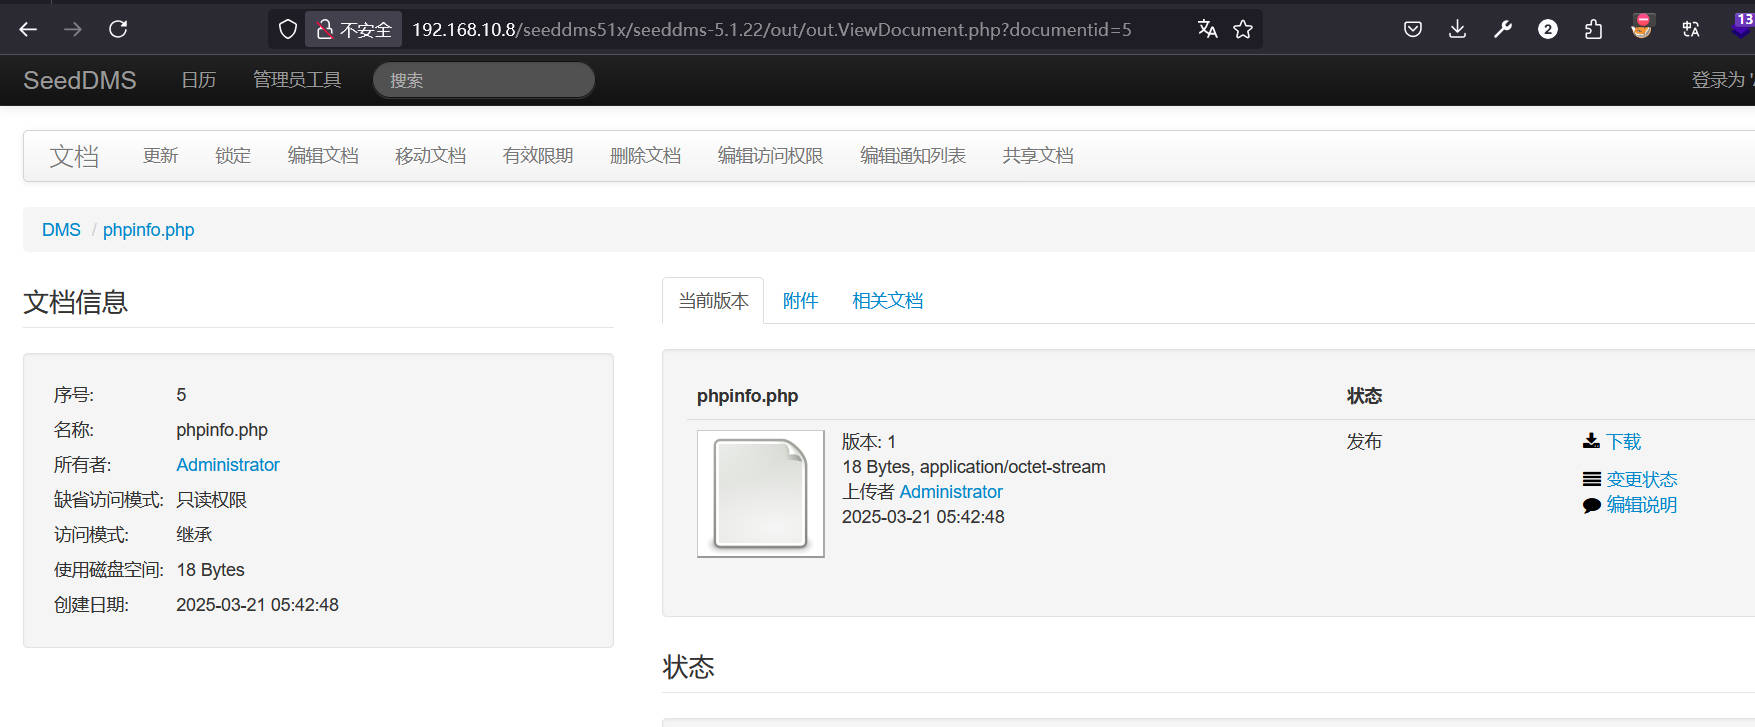 不安全 192.168.10.8/seeddms51x/seeddms-5.1.22/out/out.ViewDocument.php?documentid=5 2 13
SeedDMS 日历 管理员工具 搜索 登录为
文档 更新 锁定 编辑文档 移动文档 有效限期 删除文档 编辑访问权限 编辑通知列表 共享文档
DMS / phpinfo.php
文档信息
序号: 5
名称: phpinfo.php
所有者: Administrator
缺省访问模式: 只读权限
访问模式: 继承
使用磁盘空间: 18 Bytes
创建日期: 2025-03-21 05:42:48
当前版本 附件 相关文档
phpinfo.php 状态
版本: 1
18 Bytes, application/octet-stream
上传者 Administrator
2025-03-21 05:42:48
发布
下载
变更状态
编辑说明
状态